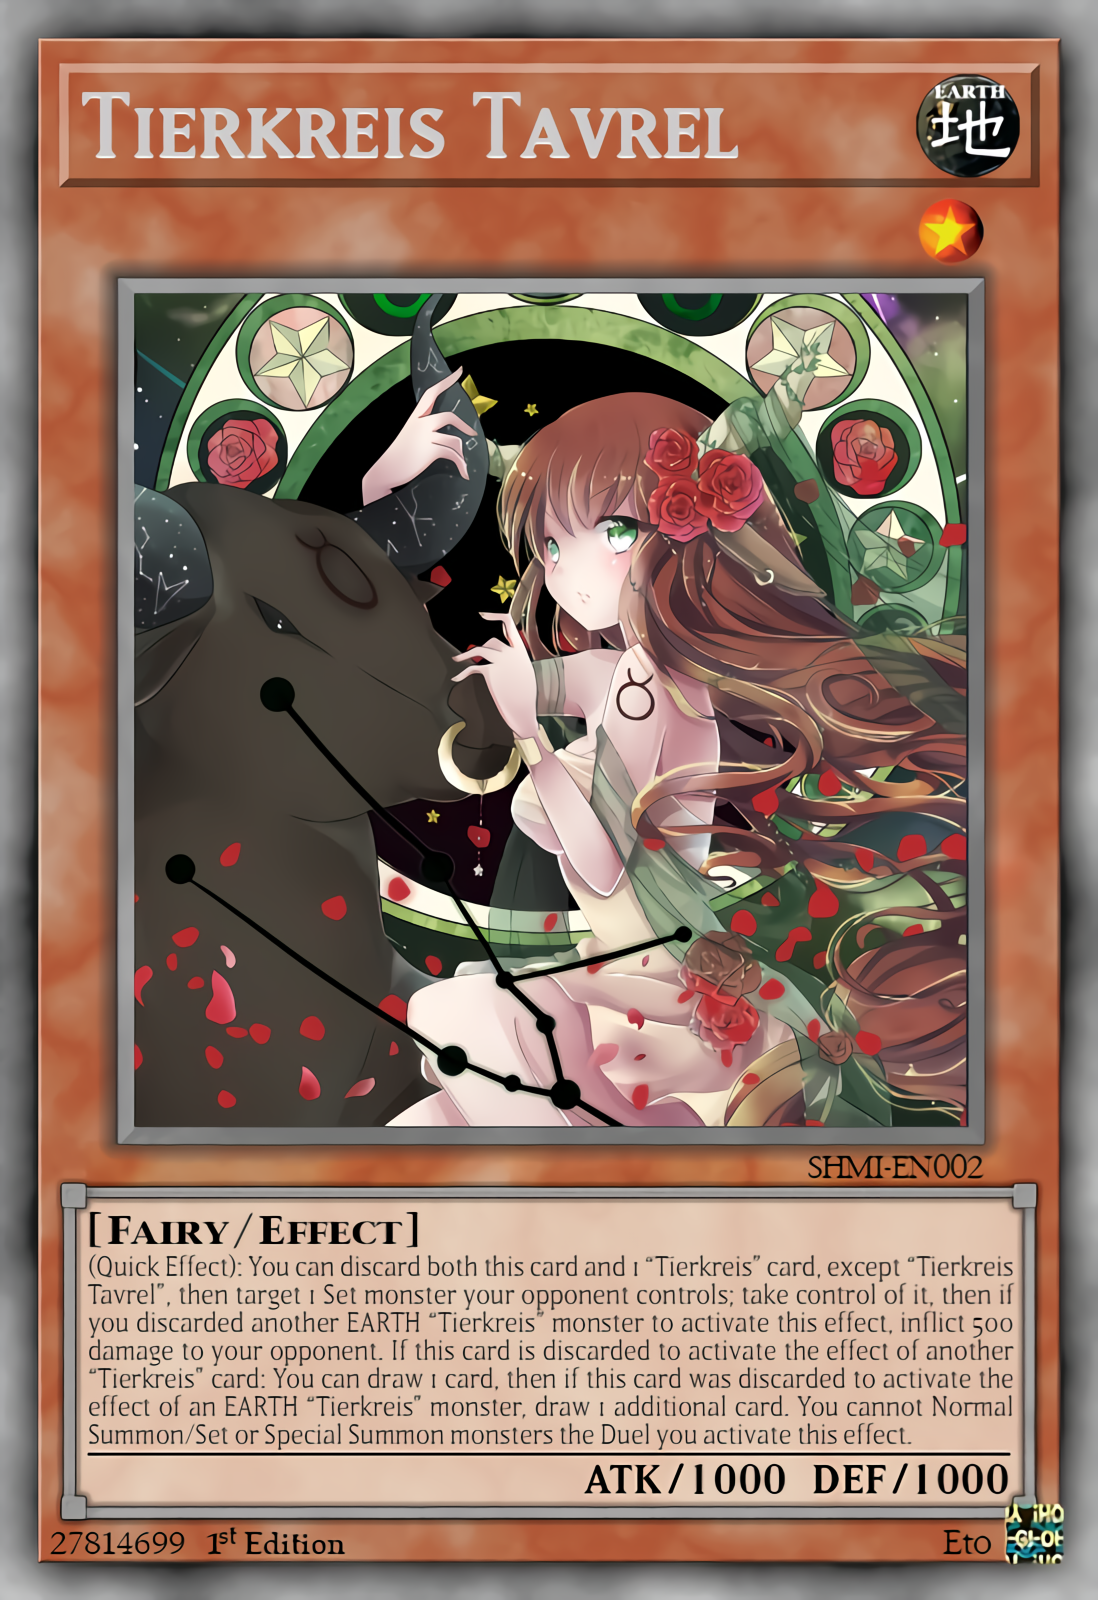 Tierkreis Tavrel
EARTH
地
SHMI-EN002
[Fairy/Effect]
(Quick Effect): You can discard both this card and 1 “Tierkreis” card, except “Tierkreis
Tavrel”, then target 1 Set monster your opponent controls; take control of it, then if
you discarded another EARTH “Tierkreis” monster to activate this effect, inflict 500
damage to your opponent. If this card is discarded to activate the effect of another
“Tierkreis” card: You can draw 1 card, then if this card was discarded to activate the
effect of an EARTH “Tierkreis” monster, draw 1 additional card. You cannot Normal
Summon/Set or Special Summon monsters the Duel you activate this effect.
ATK/1000 DEF/1000
27814699 1st Edition
Eto